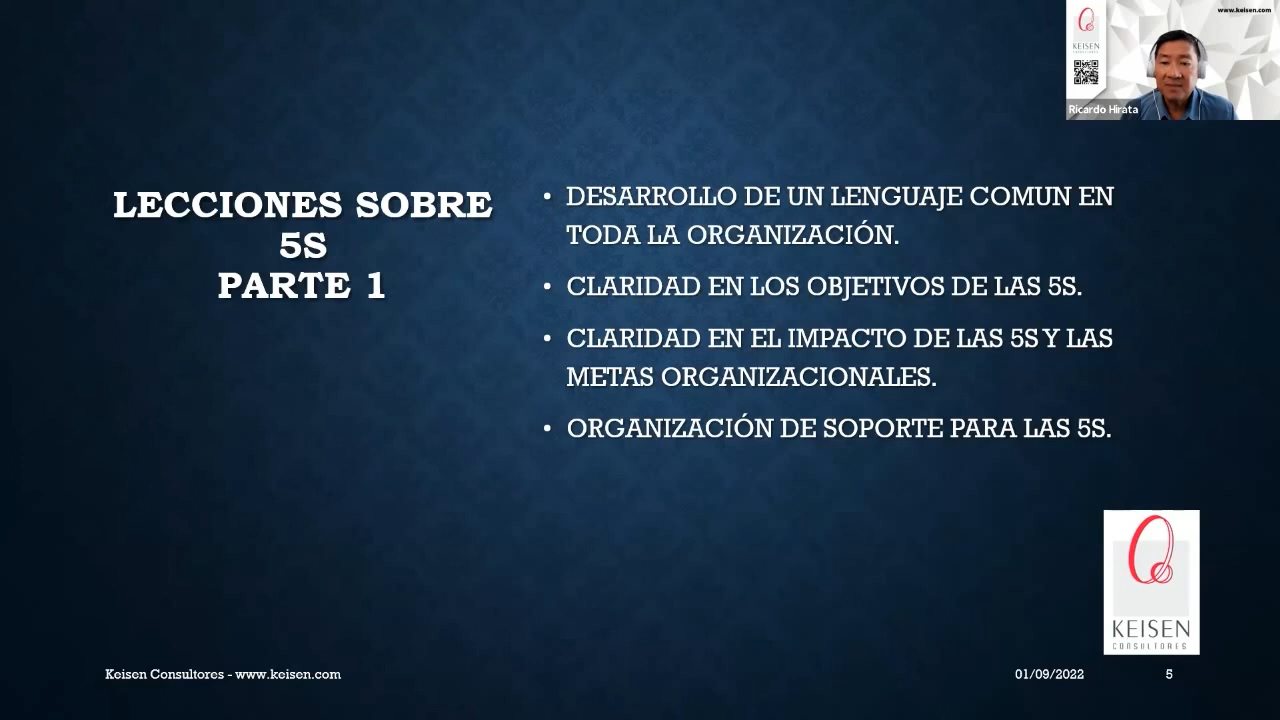 www.keisen.com
KEISEN
Ricardo Hirata
LECCIONES SOBRE
5S
PARTE 1
• DESARROLLO DE UN LENGUAJE COMUN EN
TODA LA ORGANIZACIÓN.
• CLARIDAD EN LOS OBJETIVOS DE LAS 5S.
• CLARIDAD EN EL IMPACTO DE LAS 5S Y LAS
METAS ORGANIZACIONALES.
• ORGANIZACIÓN DE SOPORTE PARA LAS 5S.
KEISEN
CONSULTORES
Keisen Consultores - www.keisen.com
01/09/2022
5